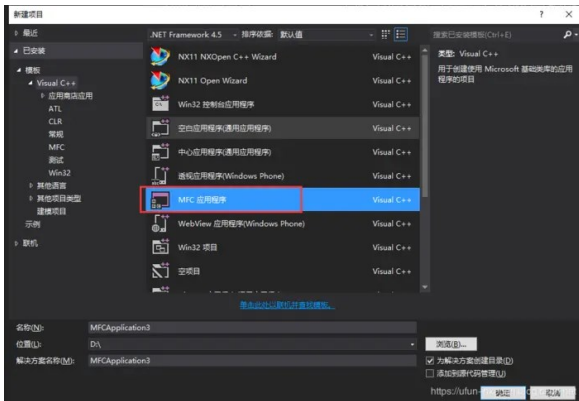 新建项目 ? ×
最近
.NET Framework 4.5 排序依据: 默认值
搜索已安装模板(Ctrl+E)
已安装
模板
Visual C++
应用商店应用
ATL
CLR
常规
MFC
测试
Win32
其他语言
其他项目类型
建模项目
示例
联机
NX11 NXOpen C++ Wizard Visual C++
NX11 Open Wizard Visual C++
Win32 控制台应用程序 Visual C++
空白应用程序(通用应用程序) Visual C++
中心应用程序(通用应用程序) Visual C++
透视应用程序(Windows Phone) Visual C++
MFC 应用程序 Visual C++
WebView 应用程序(Windows Phone) Visual C++
Win32 项目 Visual C++
空项目 Visual C++
单击此处以联机并查找模板。
类型: Visual C++
用于创建使用 Microsoft 基础类库的应用
程序的项目
名称(N): MFCApplication3
位置(L): D:\
浏览(B)...
解决方案名称(M): MFCApplication3
为解决方案创建目录(D)
添加到源代码管理(U)
https://ufun-
确定 取消